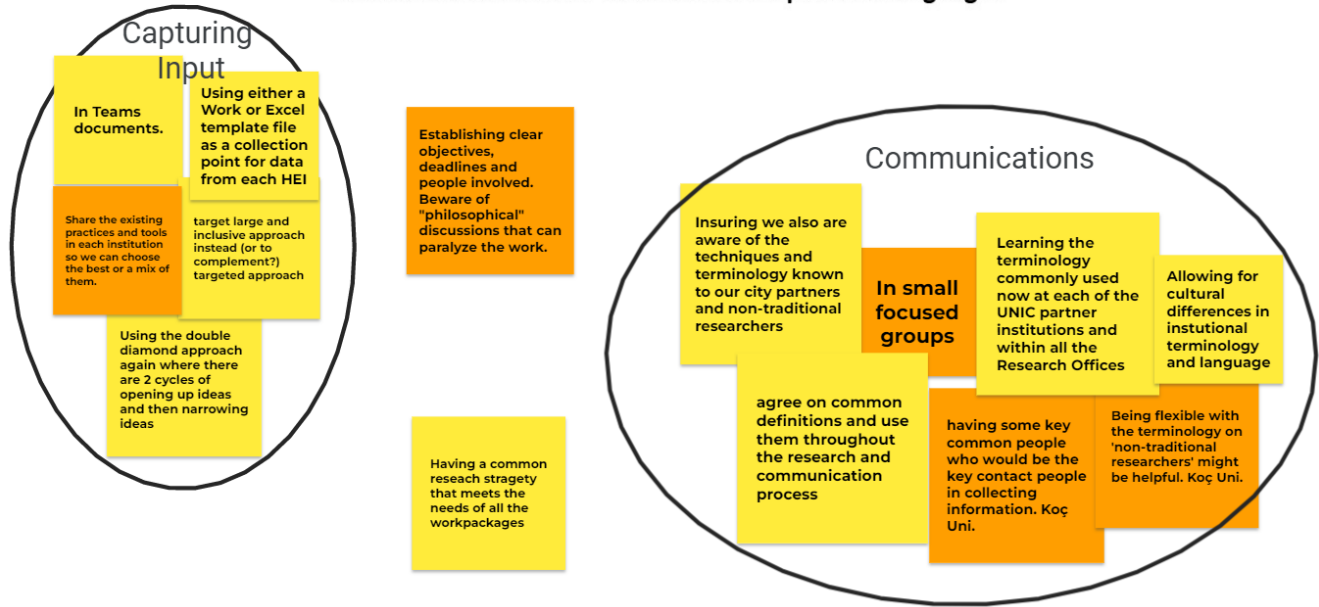 Capturing
Input
In Teams
documents.
Using either a
Work or Excel
template file
as a collection
point for data
from each HEI
Share the existing
practices and tools
in each institution
so we can choose
the best or a mix of
them.
target large and
inclusive approach
instead (or to
complement?)
targeted approach
Using the double
diamond approach
again where there
are 2 cycles of
opening up ideas
and then narrowing
ideas
Establishing clear
objectives,
deadlines and
people involved.
Beware of
"philosophical"
discussions that can
paralyze the work.
Having a common
reseach stragety
that meets the
needs of all the
workpackages
Communications
Insuring we also are
aware of the
techniques and
terminology known
to our city partners
and non-traditional
researchers
In small
focused
groups
Learning the
terminology
commonly used
now at each of the
UNIC partner
institutions and
within all the
Research Offices
Allowing for
cultural
differences in
instutional
terminology
and language
agree on common
definitions and use
them throughout
the research and
communication
process
having some key
common people
who would be the
key contact people
in collecting
information. Koç
Uni.
Being flexible with
the terminology on
'non-traditional
researchers' might
be helpful. Koç Uni.